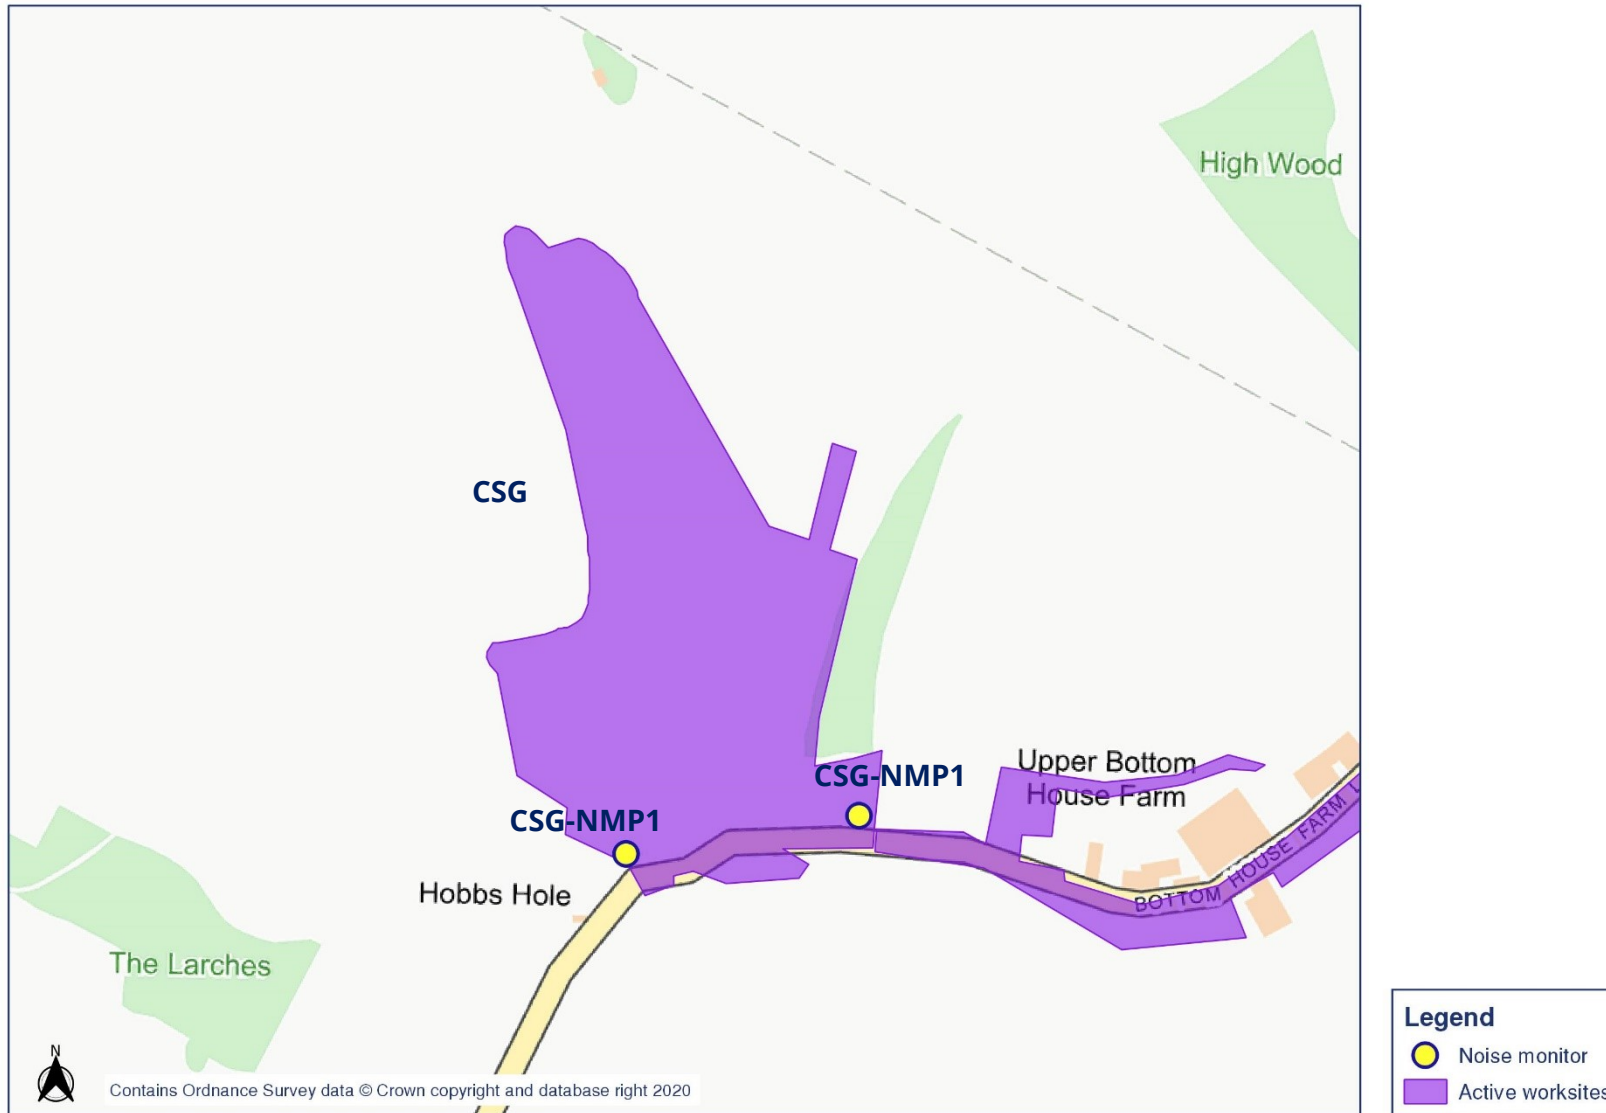 High Wood
CSG
Upper Bottom
House Farm
CSG-NMP1
CSG-NMP1
Hobbs Hole
BOTTOM HOUSE FARM L
The Larches
N
Contains Ordnance Survey data © Crown copyright and database right 2020
Legend
Noise monitor
Active worksites